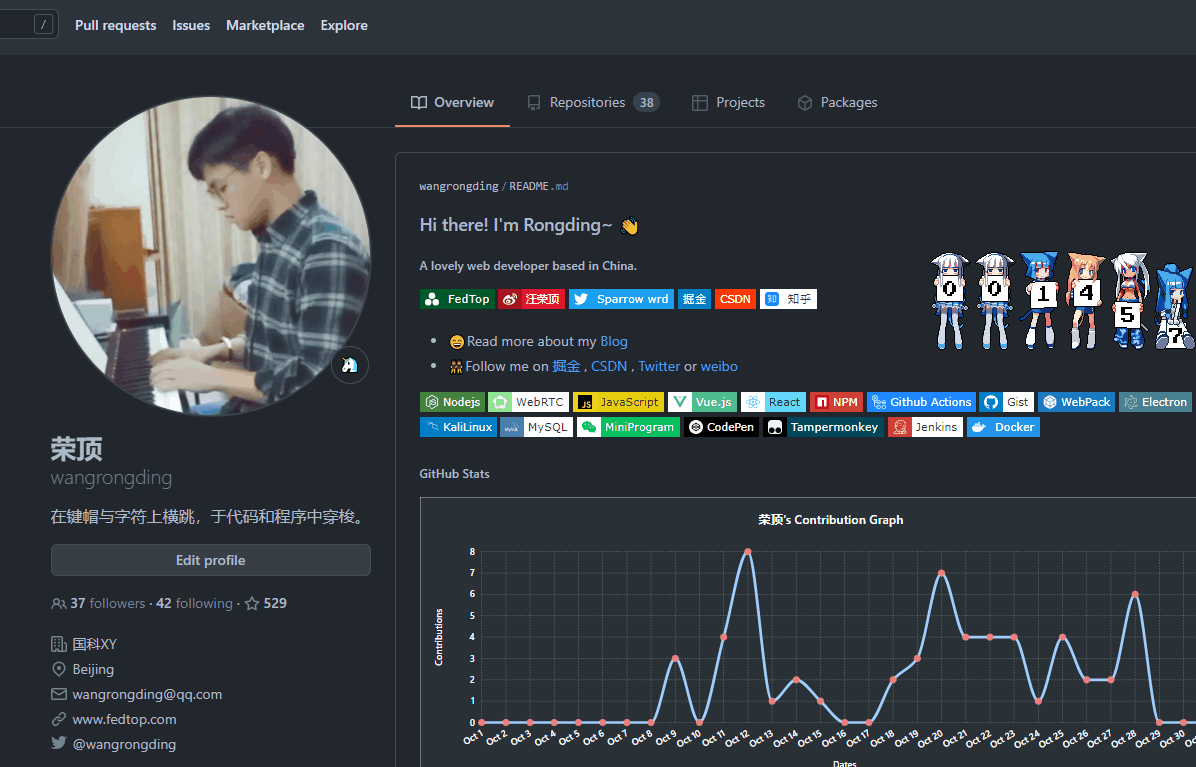 / Pull requests Issues Marketplace Explore
Overview Repositories 38 Projects Packages
wangrongding / README.md
Hi there! I'm Rongding~ 👋
A lovely web developer based in China.
FedTop 汪荣顶 Sparrow wrd 掘金 CSDN 知 知乎
0 0 1 4 5 7
• 😄Read more about my Blog
• Follow me on 掘金 , CSDN , Twitter or weibo
Nodejs WebRTC JS JavaScript Vue.js React NPM Github Actions Gist WebPack Electron
KaliLinux MySQL MySQL MiniProgram CodePen Tampermonkey Jenkins Docker
荣顶
wangrongding
在键帽与字符上横跳，于代码和程序中穿梭。
Edit profile
37 followers · 42 following · 529
国科XY
Beijing
wangrongding@qq.com
www.fedtop.com
@wangrongding
GitHub Stats
荣顶's Contribution Graph
8
7
6
5
4
3
2
1
0
Contributions
Oct 1 Oct 2 Oct 3 Oct 4 Oct 5 Oct 6 Oct 7 Oct 8 Oct 9 Oct 10 Oct 11 Oct 12 Oct 13 Oct 14 Oct 15 Oct 16 Oct 17 Oct 18 Oct 19 Oct 20 Oct 21 Oct 22 Oct 23 Oct 24 Oct 25 Oct 26 Oct 27 Oct 28 Oct 29 Oct 30
Dates